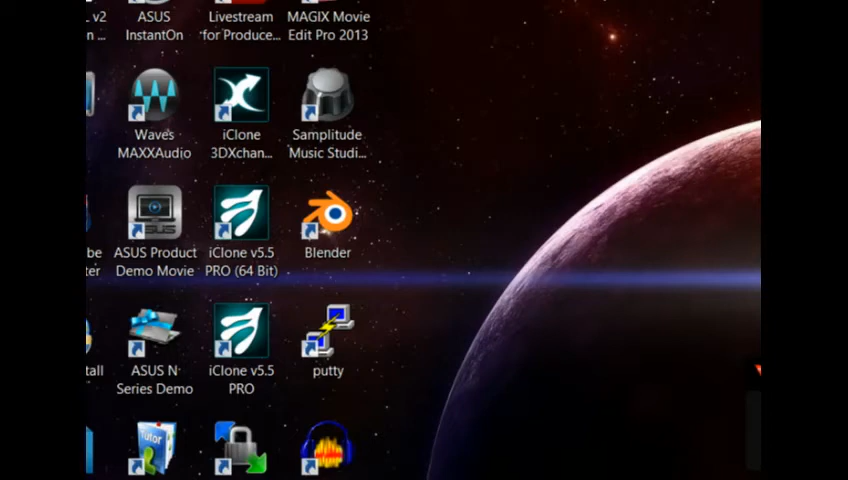 L v2
ASUS
Livestream
MAGIX Movie
n ...
InstantOn
for Produce...
Edit Pro 2013
Waves
iClone
Samplitude
MAXXAudio
3DXchan...
Music Studi...
be
ASUS Product
iClone v5.5
Blender
ter
Demo Movie
PRO (64 Bit)
tall
ASUS N
iClone v5.5
putty
Series Demo
PRO
Tutor